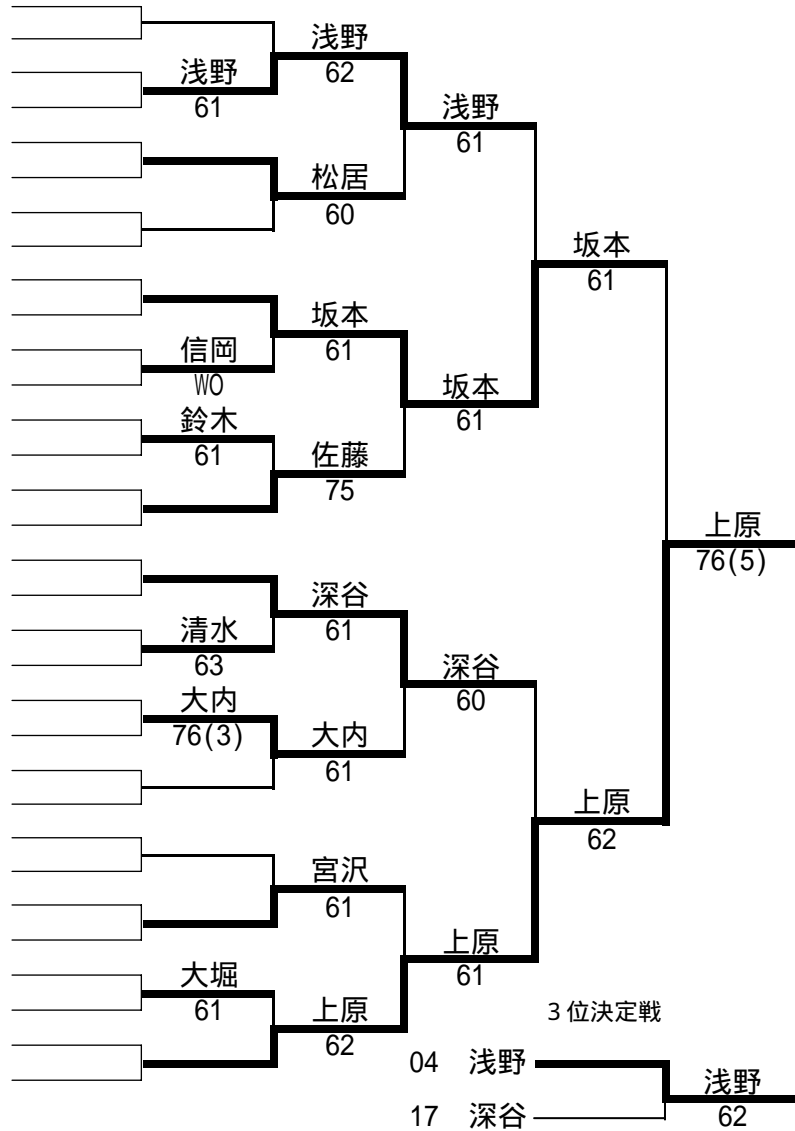 浅野
62
浅野
61
浅野
61
松居
60
坂本
61
坂本
61
信岡
WO
坂本
61
鈴木
61
佐藤
75
上原
76(5)
深谷
61
清水
63
深谷
60
大内
76(3)
大内
61
上原
62
宮沢
61
上原
61
大堀
61
上原
62
3位決定戦
04 浅野
浅野
62
17 深谷